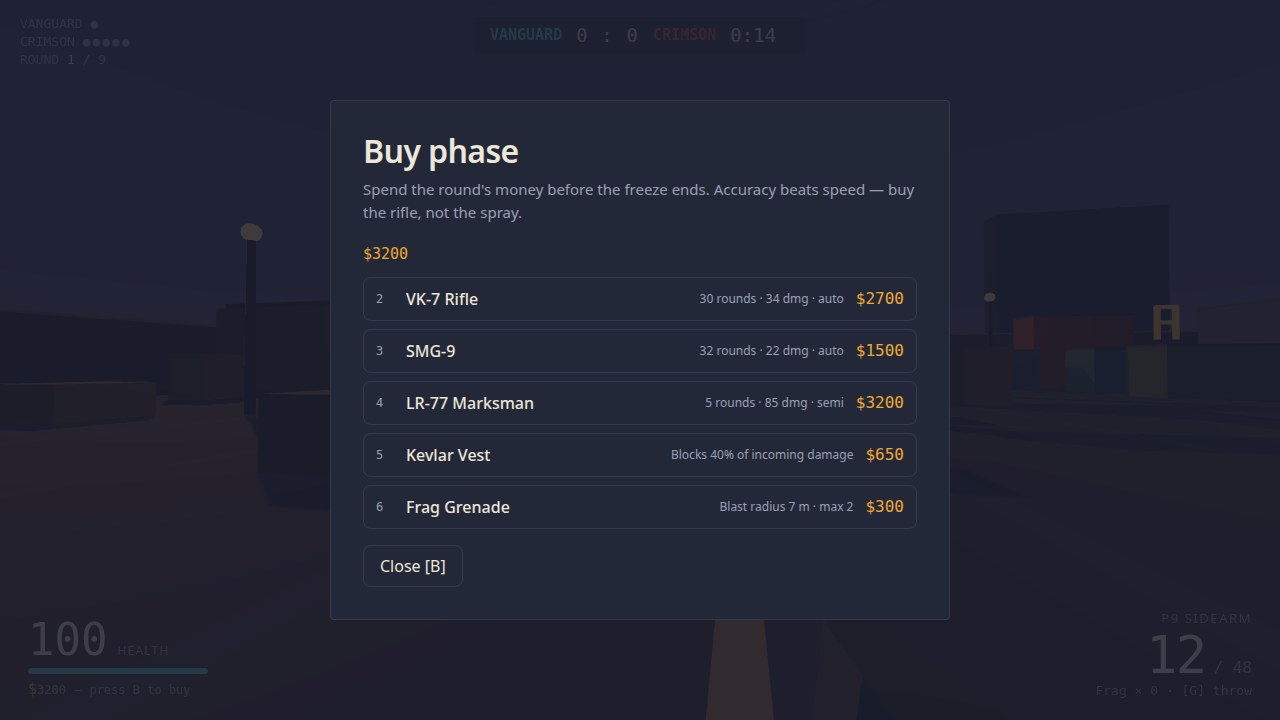 VANGUARD ●
CRIMSON ●●●●●
ROUND 1 / 9
VANGUARD 0 : 0 CRIMSON 0:14
Buy phase
Spend the round's money before the freeze ends. Accuracy beats speed — buy
the rifle, not the spray.
$3200
2 VK-7 Rifle 30 rounds · 34 dmg · auto $2700
3 SMG-9 32 rounds · 22 dmg · auto $1500
4 LR-77 Marksman 5 rounds · 85 dmg · semi $3200
5 Kevlar Vest Blocks 40% of incoming damage $650
6 Frag Grenade Blast radius 7 m · max 2 $300
Close [B]
A
100 HEALTH
$3200 — press B to buy
P9 SIDEARM
12 / 48
Frag × 0 · [G] throw